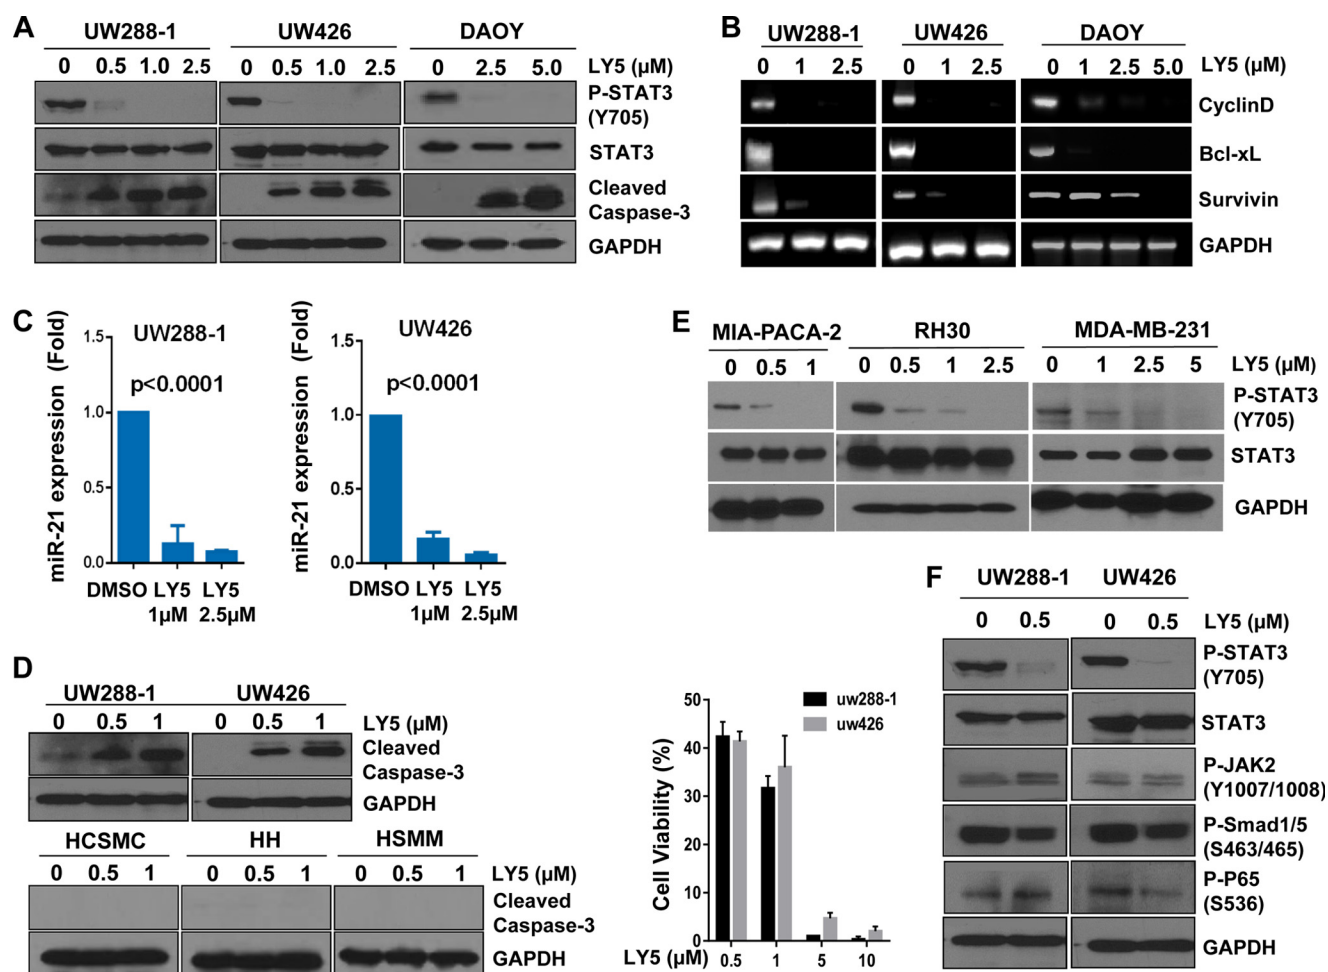 A
UW288-1 UW426 DAOY
0 0.5 1.0 2.5 0 0.5 1.0 2.5 0 2.5 5.0 LY5 (μM)
P-STAT3
(Y705)
STAT3
Cleaved
Caspase-3
GAPDH
B
UW288-1 UW426 DAOY
0 1 2.5 0 1 2.5 0 1 2.5 5.0 LY5 (μM)
CyclinD
Bcl-xL
Survivin
GAPDH
C
miR-21 expression (Fold)
UW288-1
p<0.0001
1.5
1.0
0.5
0.0
DMSO LY5 LY5
1μM 2.5μM
miR-21 expression (Fold)
UW426
p<0.0001
1.5
1.0
0.5
0.0
DMSO LY5 LY5
1μM 2.5μM
D
UW288-1 UW426
0 0.5 1 0 0.5 1 LY5 (μM)
Cleaved
Caspase-3
GAPDH
HCSMC HH HSMM
0 0.5 1 0 0.5 1 0 0.5 1 LY5 (μM)
Cleaved
Caspase-3
GAPDH
Cell Viability (%)
50
40
30
20
10
0
uw288-1
uw426
LY5 (μM) 0.5 1 5 10
E
MIA-PACA-2 RH30 MDA-MB-231
0 0.5 1 0 0.5 1 2.5 0 1 2.5 5 LY5 (μM)
P-STAT3
(Y705)
STAT3
GAPDH
F
UW288-1 UW426
0 0.5 0 0.5 LY5 (μM)
P-STAT3
(Y705)
STAT3
P-JAK2
(Y1007/1008)
P-Smad1/5
(S463/465)
P-P65
(S536)
GAPDH